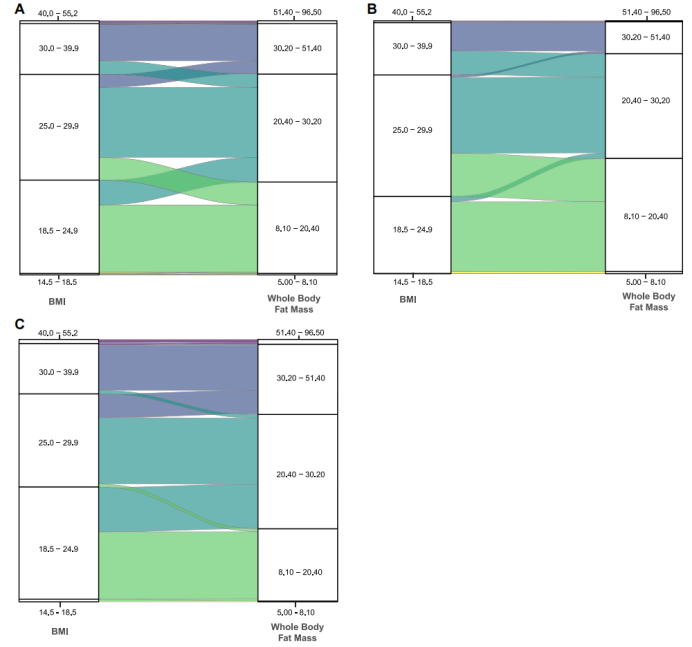 A
40.0 – 55.2
51.40 – 96.50
30.0 – 39.9
30.20 – 51.40
25.0 – 29.9
20.40 – 30.20
18.5 – 24.9
8.10 – 20.40
14.5 – 18.5
5.00 – 8.10
BMI
Whole Body
Fat Mass
B
40.0 – 55.2
51.40 – 96.50
30.0 – 39.9
30.20 – 51.40
25.0 – 29.9
20.40 – 30.20
18.5 – 24.9
8.10 – 20.40
14.5 – 18.5
5.00 – 8.10
BMI
Whole Body
Fat Mass
C
40.0 – 55.2
51.40 – 96.50
30.0 – 39.9
30.20 – 51.40
25.0 – 29.9
20.40 – 30.20
18.5 – 24.9
8.10 – 20.40
14.5 – 18.5
5.00 – 8.10
BMI
Whole Body
Fat Mass